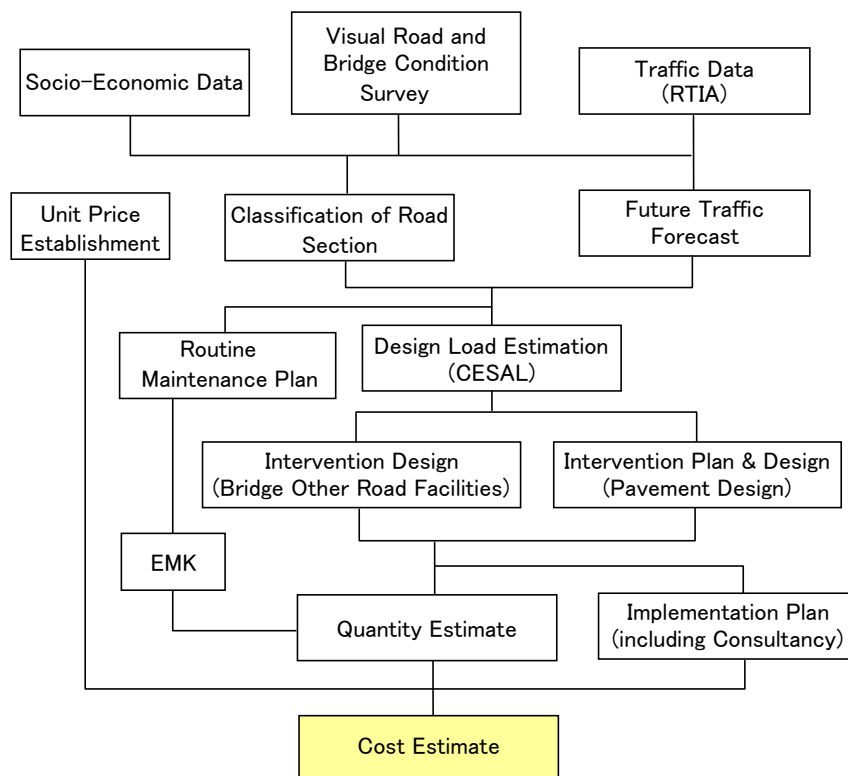 Socio-Economic Data
Visual Road and
Bridge Condition
Survey
Traffic Data
(RTIA)
Unit Price
Establishment
Classification of Road
Section
Future Traffic
Forecast
Routine
Maintenance Plan
Design Load Estimation
(CESAL)
Intervention Design
(Bridge Other Road Facilities)
Intervention Plan & Design
(Pavement Design)
EMK
Quantity Estimate
Implementation Plan
(including Consultancy)
Cost Estimate